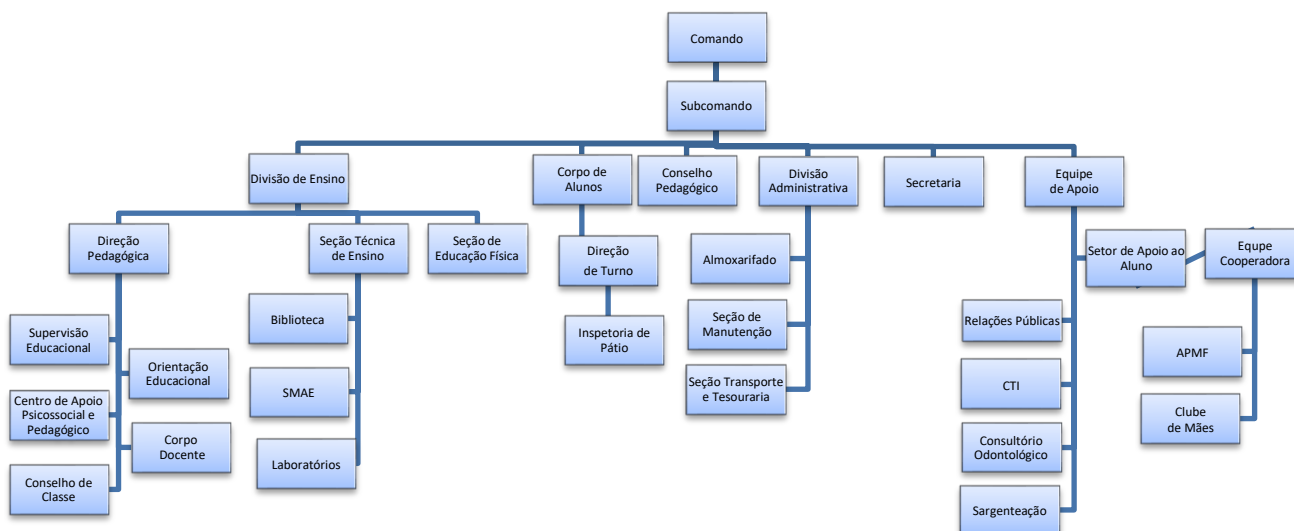 Comando
Subcomando
Divisão de Ensino
Corpo de
Alunos
Conselho
Pedagógico
Divisão
Administrativa
Secretaria
Equipe
de Apoio
Direção
Pedagógica
Seção Técnica
de Ensino
Seção de
Educação Física
Direção
de Turno
Almoxarifado
Setor de Apoio ao
Aluno
Equpe
Cooperadora
Supervisão
Educacional
Biblioteca
Inspetoria de
Pátio
Seção de
Manutenção
Relações Públicas
APMF
Orientação
Educacional
Centro de Apoio
Psicossocial e
Pedagógico
SMAE
Seção Transporte
e Tesouraria
CTI
Clube
de Mães
Corpo
Docente
Laboratórios
Consultório
Odontológico
Conselho de
Classe
Sargenteação